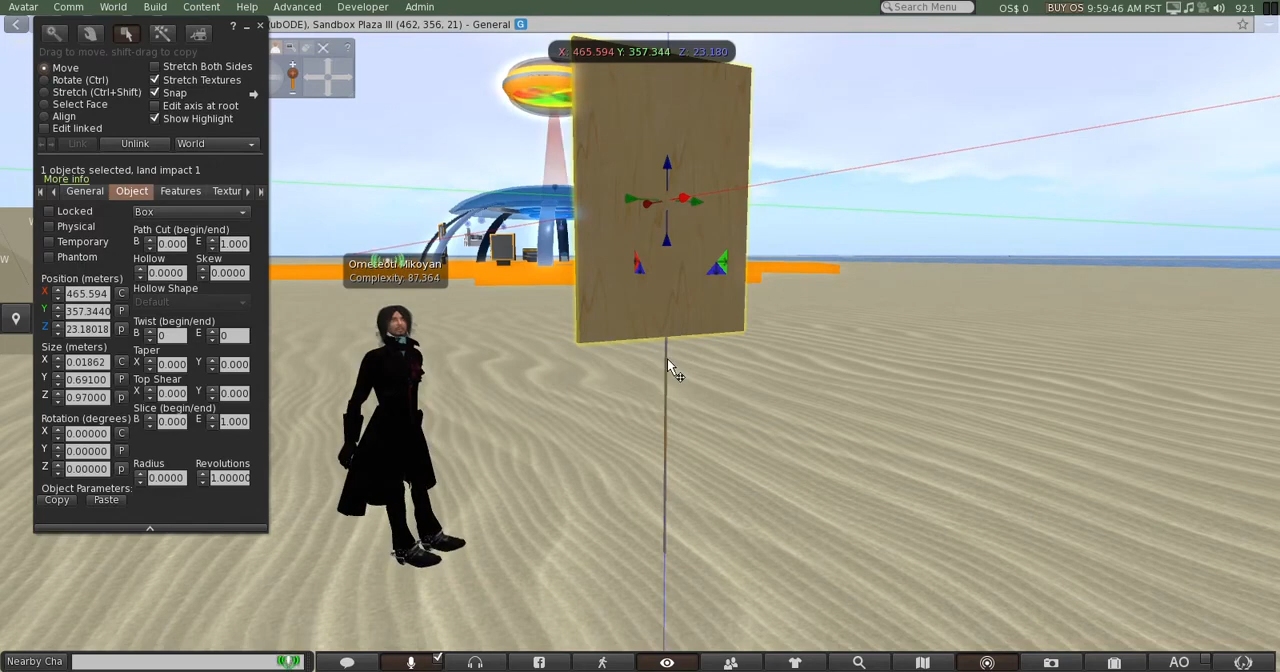 Avatar Comm World Build Content Help Advanced Developer Admin Search Menu OS$ 0 BUY OS 9:59:46 AM PST 92.1
ubODE), Sandbox Plaza III (462, 356, 21) - General G
X: 465.594 Y: 357.344 Z: 23.180
Drag to move, shift-drag to copy
Move Stretch Both Sides
Rotate (Ctrl) Stretch Textures
Stretch (Ctrl+Shift) Snap
Select Face Edit axis at root
Align Show Highlight
Edit linked
Link Unlink World
1 objects selected, land impact 1
More info
General Object Features Textur
Locked Box
Physical Path Cut (begin/end)
Temporary B 0.000 E 1.000
Phantom Hollow Skew
0.0000 0.0000
Position (meters) Hollow Shape
X 465.594 C Default
Y 357.3440 P
Z 23.18018 p Twist (begin/end)
B 0 E 0
Size (meters) Taper
X 0.01862 C X 0.000 Y 0.000
Y 0.69100 P Top Shear
Z 0.97000 p X 0.000 Y 0.000
Slice (begin/end)
Rotation (degrees) B 0.000 E 1.000
X 0.00000 C
Y 0.00000 P
Z 0.00000 p Radius Revolutions
0.0000 1.00000
Object Parameters:
Copy Paste
Omeceoti Mikoyan
Complexity: 87,364
Nearby Cha AO